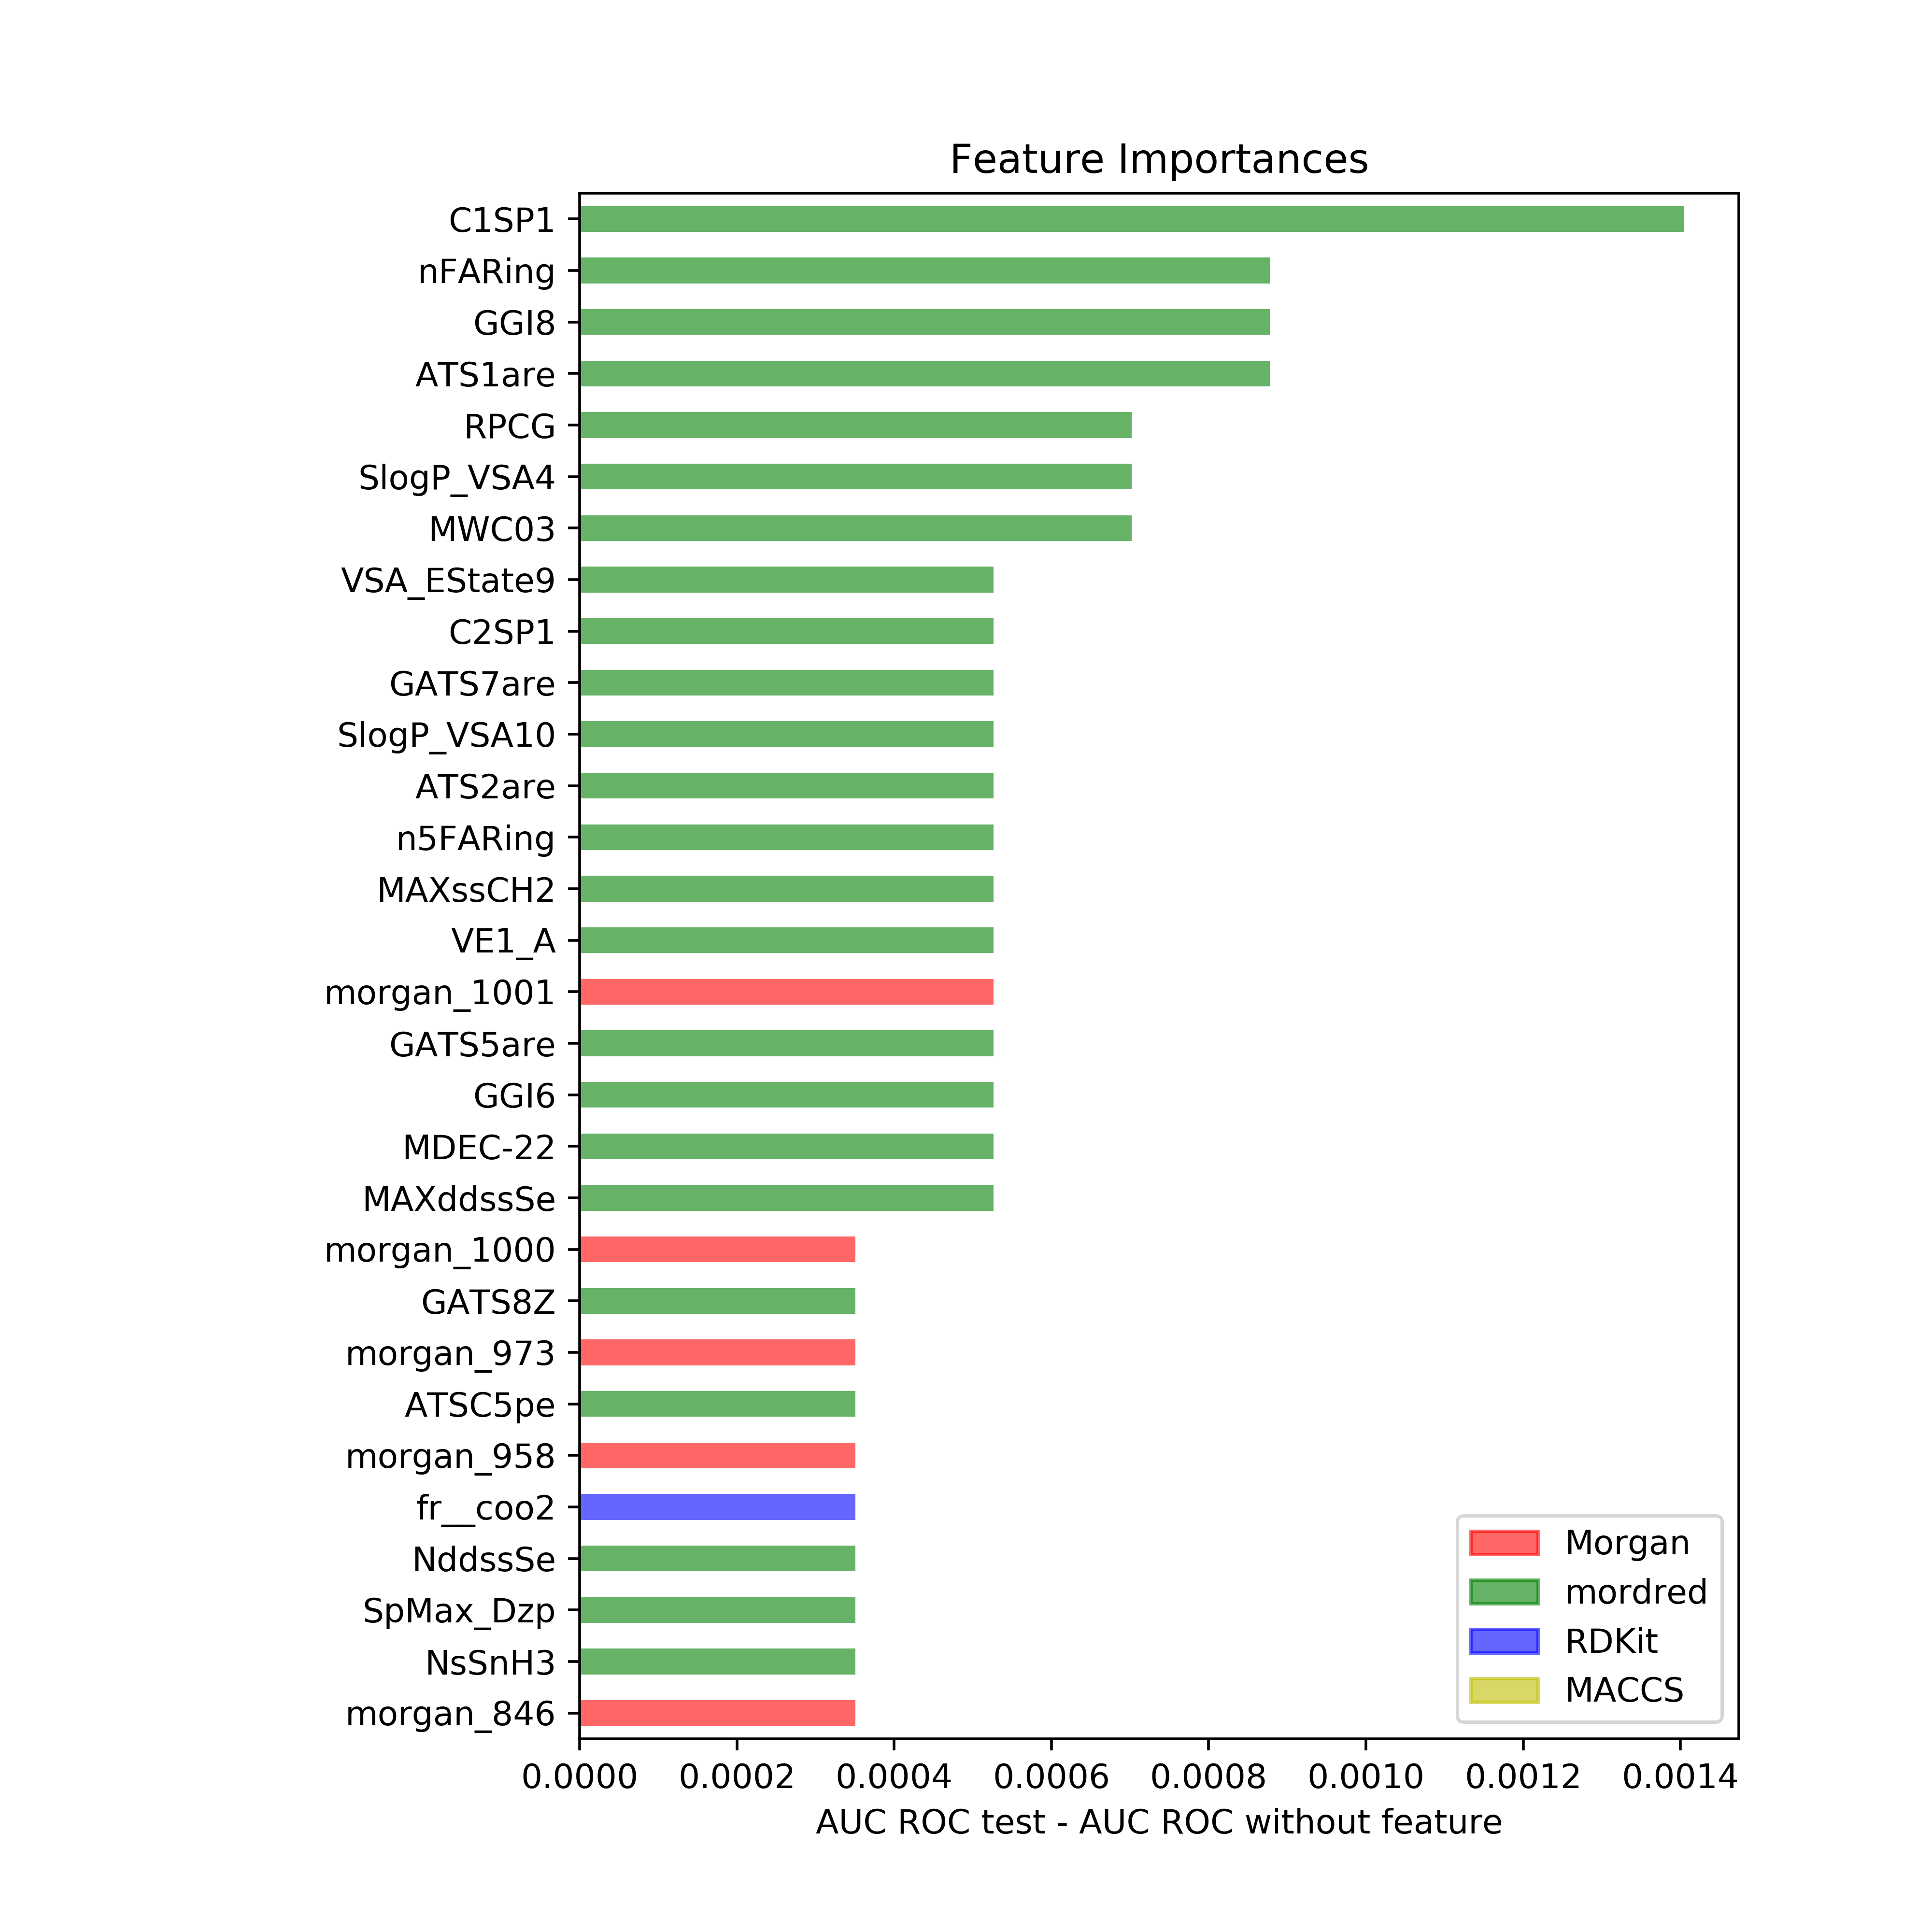 Feature Importances
C1SP1
nFARing
GGI8
ATS1are
RPCG
SlogP_VSA4
MWC03
VSA_EState9
C2SP1
GATS7are
SlogP_VSA10
ATS2are
n5FARing
MAXssCH2
VE1_A
morgan_1001
GATS5are
GGI6
MDEC-22
MAXddssSe
morgan_1000
GATS8Z
morgan_973
ATSC5pe
morgan_958
fr__coo2
NddssSe
SpMax_Dzp
NsSnH3
morgan_846
Morgan
mordred
RDKit
MACCS
0.0000 0.0002 0.0004 0.0006 0.0008 0.0010 0.0012 0.0014
AUC ROC test - AUC ROC without feature